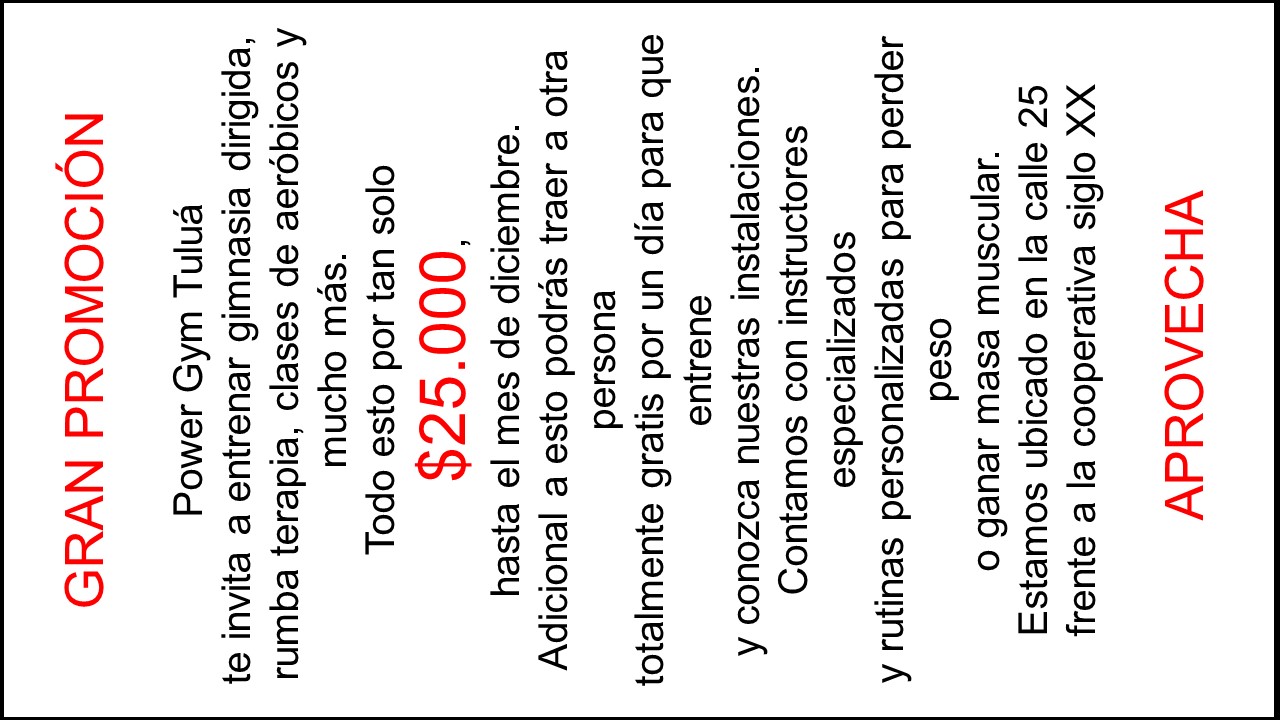 GRAN PROMOCIÓN
Power Gym Tuluá
te invita a entrenar gimnasia dirigida,
rumba terapia, clases de aeróbicos y
mucho más.
Todo esto por tan solo
$25.000,
hasta el mes de diciembre.
Adicional a esto podrás traer a otra
persona
totalmente gratis por un día para que
entrene
y conozca nuestras instalaciones.
Contamos con instructores
especializados
y rutinas personalizadas para perder
peso
o ganar masa muscular.
Estamos ubicado en la calle 25
frente a la cooperativa siglo XX
APROVECHA